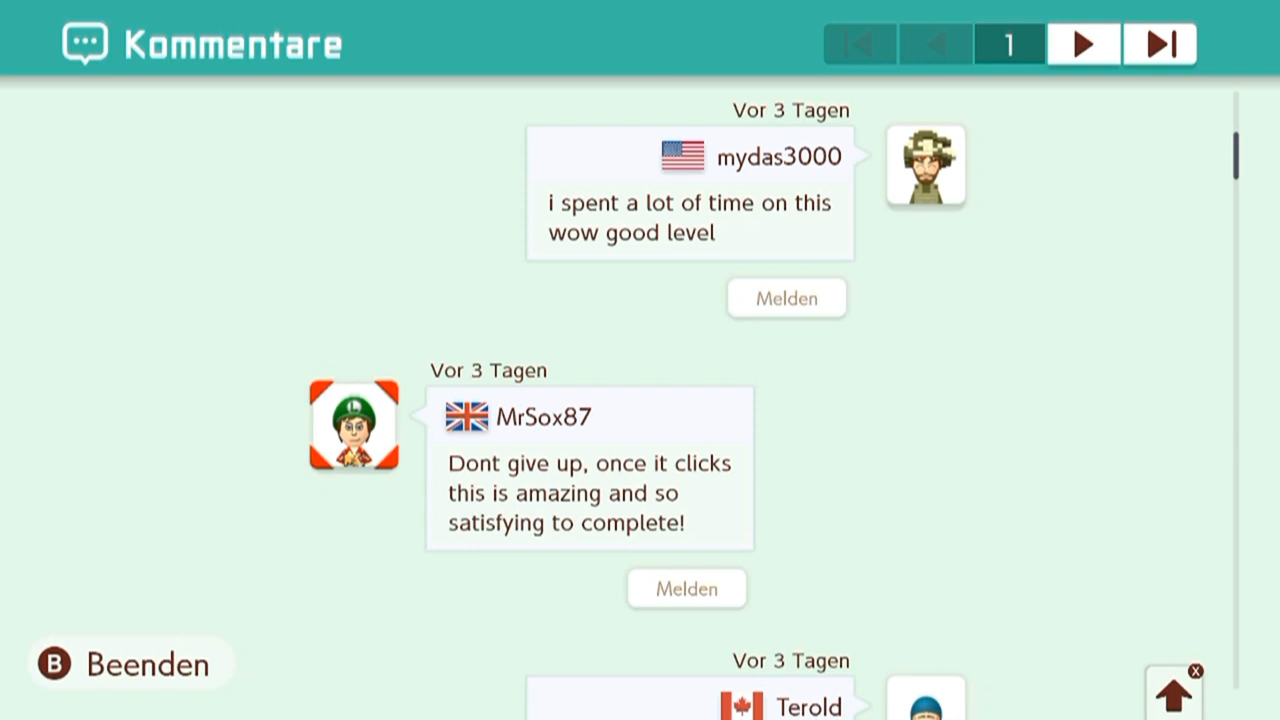 Kommentare
1
Vor 3 Tagen
mydas3000
i spent a lot of time on this
wow good level
Melden
Vor 3 Tagen
L
MrSox87
Dont give up, once it clicks
this is amazing and so
satisfying to complete!
Melden
Vor 3 Tagen
Terold
B Beenden
X